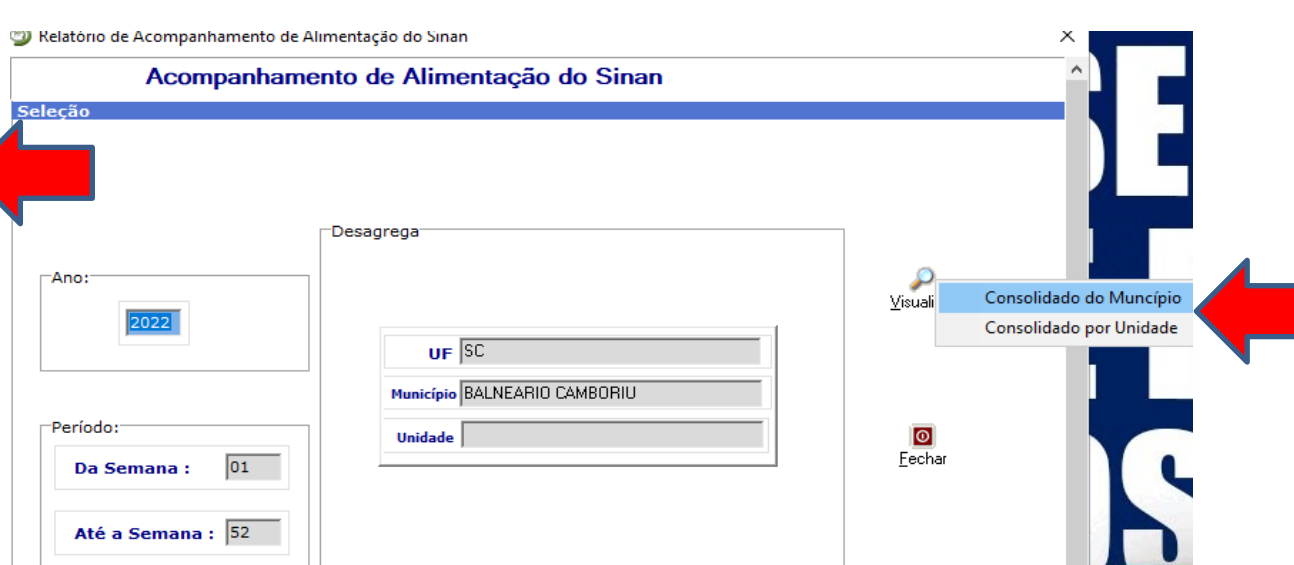 Relatório de Acompanhamento de Alimentação do Sinan
Acompanhamento de Alimentação do Sinan
Seleção
Desagrega
Ano:
2022
Visuali
Consolidado do Muncípio
Consolidado por Unidade
UF SC
Município BALNEARIO CAMBORIU
Unidade
Período:
Da Semana : 01
Até a Semana : 52
Fechar